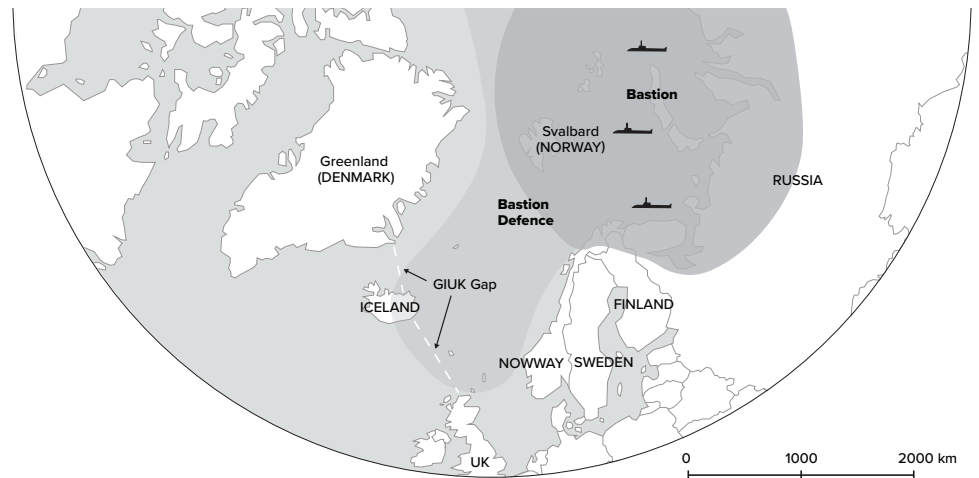 Bastion
Svalbard
(NORWAY)
Greenland
(DENMARK)
RUSSIA
Bastion
Defence
GIUK Gap
ICELAND
FINLAND
NOWWAY
SWEDEN
UK
0
1000
2000 km